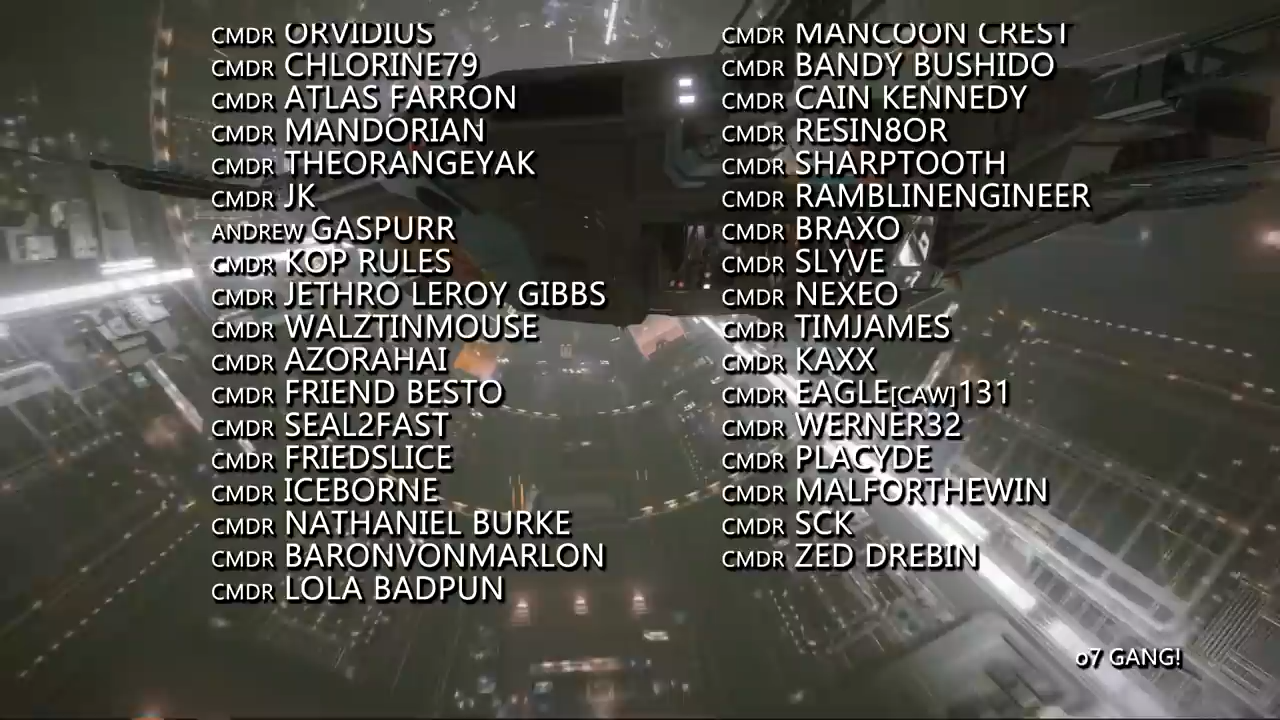 CMDR ORVIDIUS
CMDR CHLORINE79
CMDR ATLAS FARRON
CMDR MANDORIAN
CMDR THEORANGEYAK
CMDR JK
ANDREW GASPURR
CMDR KOP RULES
CMDR JETHRO LEROY GIBBS
CMDR WALZTINMOUSE
CMDR AZORAHAI
CMDR FRIEND BESTO
CMDR SEAL2FAST
CMDR FRIEDSLICE
CMDR ICEBORNE
CMDR NATHANIEL BURKE
CMDR BARONVONMARLON
CMDR LOLA BADPUN
CMDR MANCOON CREST
CMDR BANDY BUSHIDO
CMDR CAIN KENNEDY
CMDR RESIN8OR
CMDR SHARPTOOTH
CMDR RAMBLINENGINEER
CMDR BRAXO
CMDR SLYVE
CMDR NEXEO
CMDR TIMJAMES
CMDR KAXX
CMDR EAGLE[CAW]131
CMDR WERNER32
CMDR PLACYDE
CMDR MALFORTHEWIN
CMDR SCK
CMDR ZED DREBIN
o7 GANG!